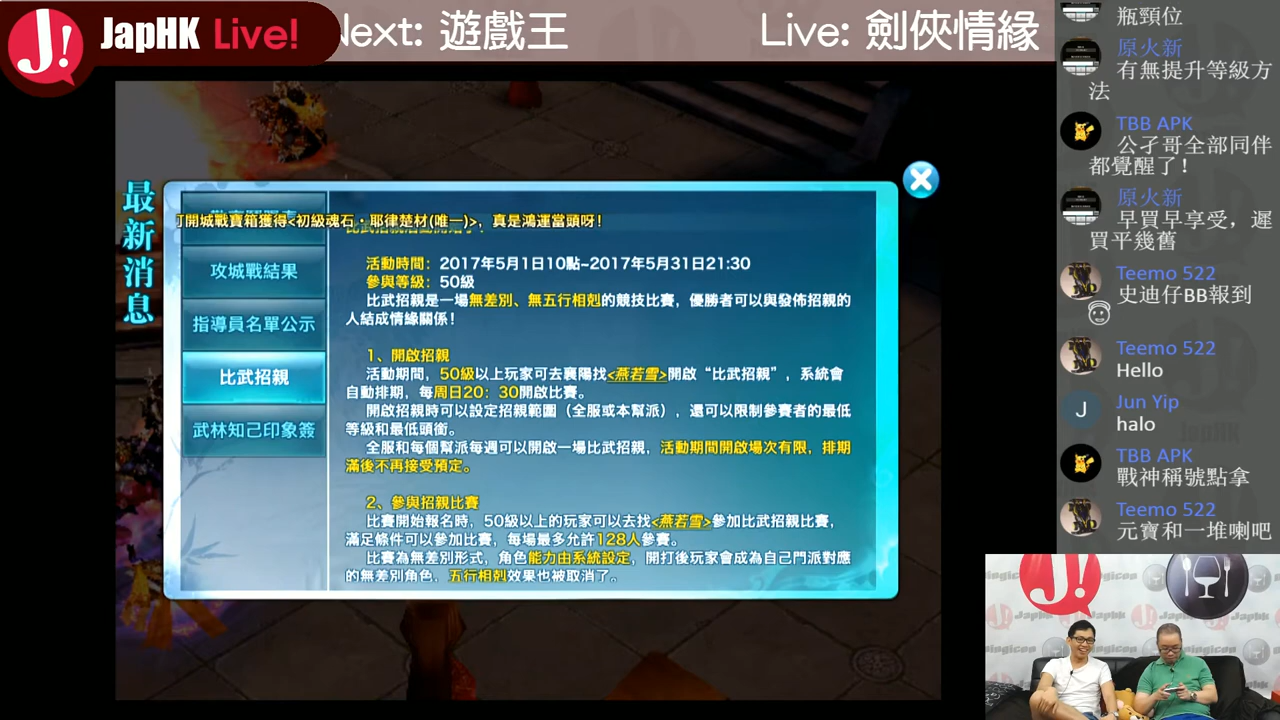 J! JapHK Live!
Next: 遊戲王
Live: 劍俠情緣
最新消息
攻城戰結果
指導員名單公示
比武招親
武林知己印象簽
開城戰寶箱獲得<初級魂石·耶律楚材(唯一)>，真是鴻運當頭呀！
活動時間：2017年5月1日10點~2017年5月31日21:30
參與等級：50級
比武招親是一場無差別、無五行相剋的競技比賽，優勝者可以與發佈招親的
人結成情緣關係！
1、開啟招親
活動期間，50級以上玩家可去襄陽找<燕若雪>開啟“比武招親”，系統會
自動排期，每周日20：30開啟比賽。
開啟招親時可以設定招親範圍（全服或本幫派），還可以限制參賽者的最低
等級和最低頭銜。
全服和每個幫派每週可以開啟一場比武招親，活動期間開啟場次有限，排期
滿後不再接受預定。
2、參與招親比賽
比賽開始報名時，50級以上的玩家可以去找<燕若雪>參加比武招親比賽，
滿足條件可以參加比賽，每場最多允許128人參賽。
比賽為無差別形式，角色能力由系統設定，開打後玩家會成為自己門派對應
的無差別角色，五行相剋效果也被取消了。
瓶頸位
原火新
有無提升等級方
法
TBB APK
公孑哥全部同伴
都覺醒了！
原火新
早買早享受，遲
買平幾舊
Teemo 522
史迪仔BB報到
Teemo 522
Hello
J
Jun Yip
halo
TBB APK
戰神稱號點拿
Teemo 522
元寶和一堆喇吧
J!